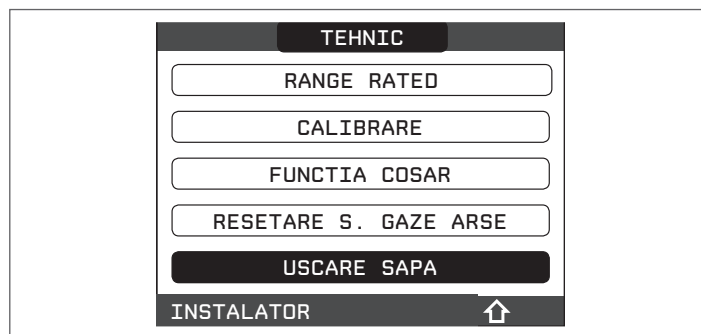 TEHNIC
RANGE RATED
CALIBRARE
FUNCTIA COSAR
RESETARE S. GAZE ARSE
USCARE SAPA
INSTALATOR